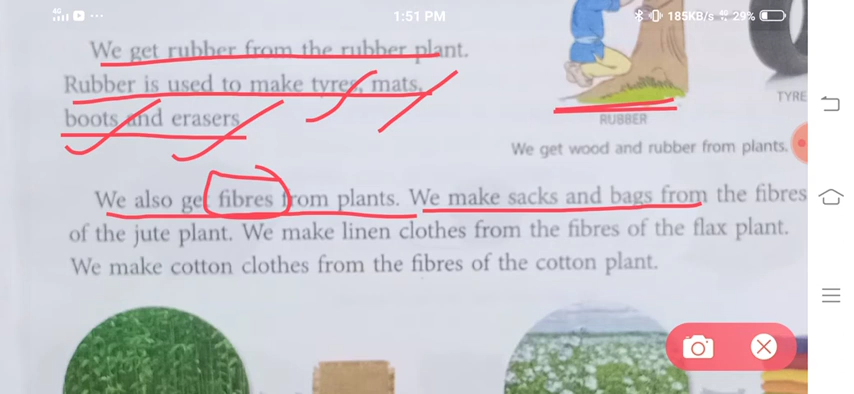 4G
1:51 PM
185KB/s 4G 29%
We get rubber from the rubber plant.
Rubber is used to make tyres, mats,
boots and erasers
TYRE
RUBBER
We get wood and rubber from plants.
We also get fibres from plants. We make sacks and bags from the fibres
of the jute plant. We make linen clothes from the fibres of the flax plant.
We make cotton clothes from the fibres of the cotton plant.